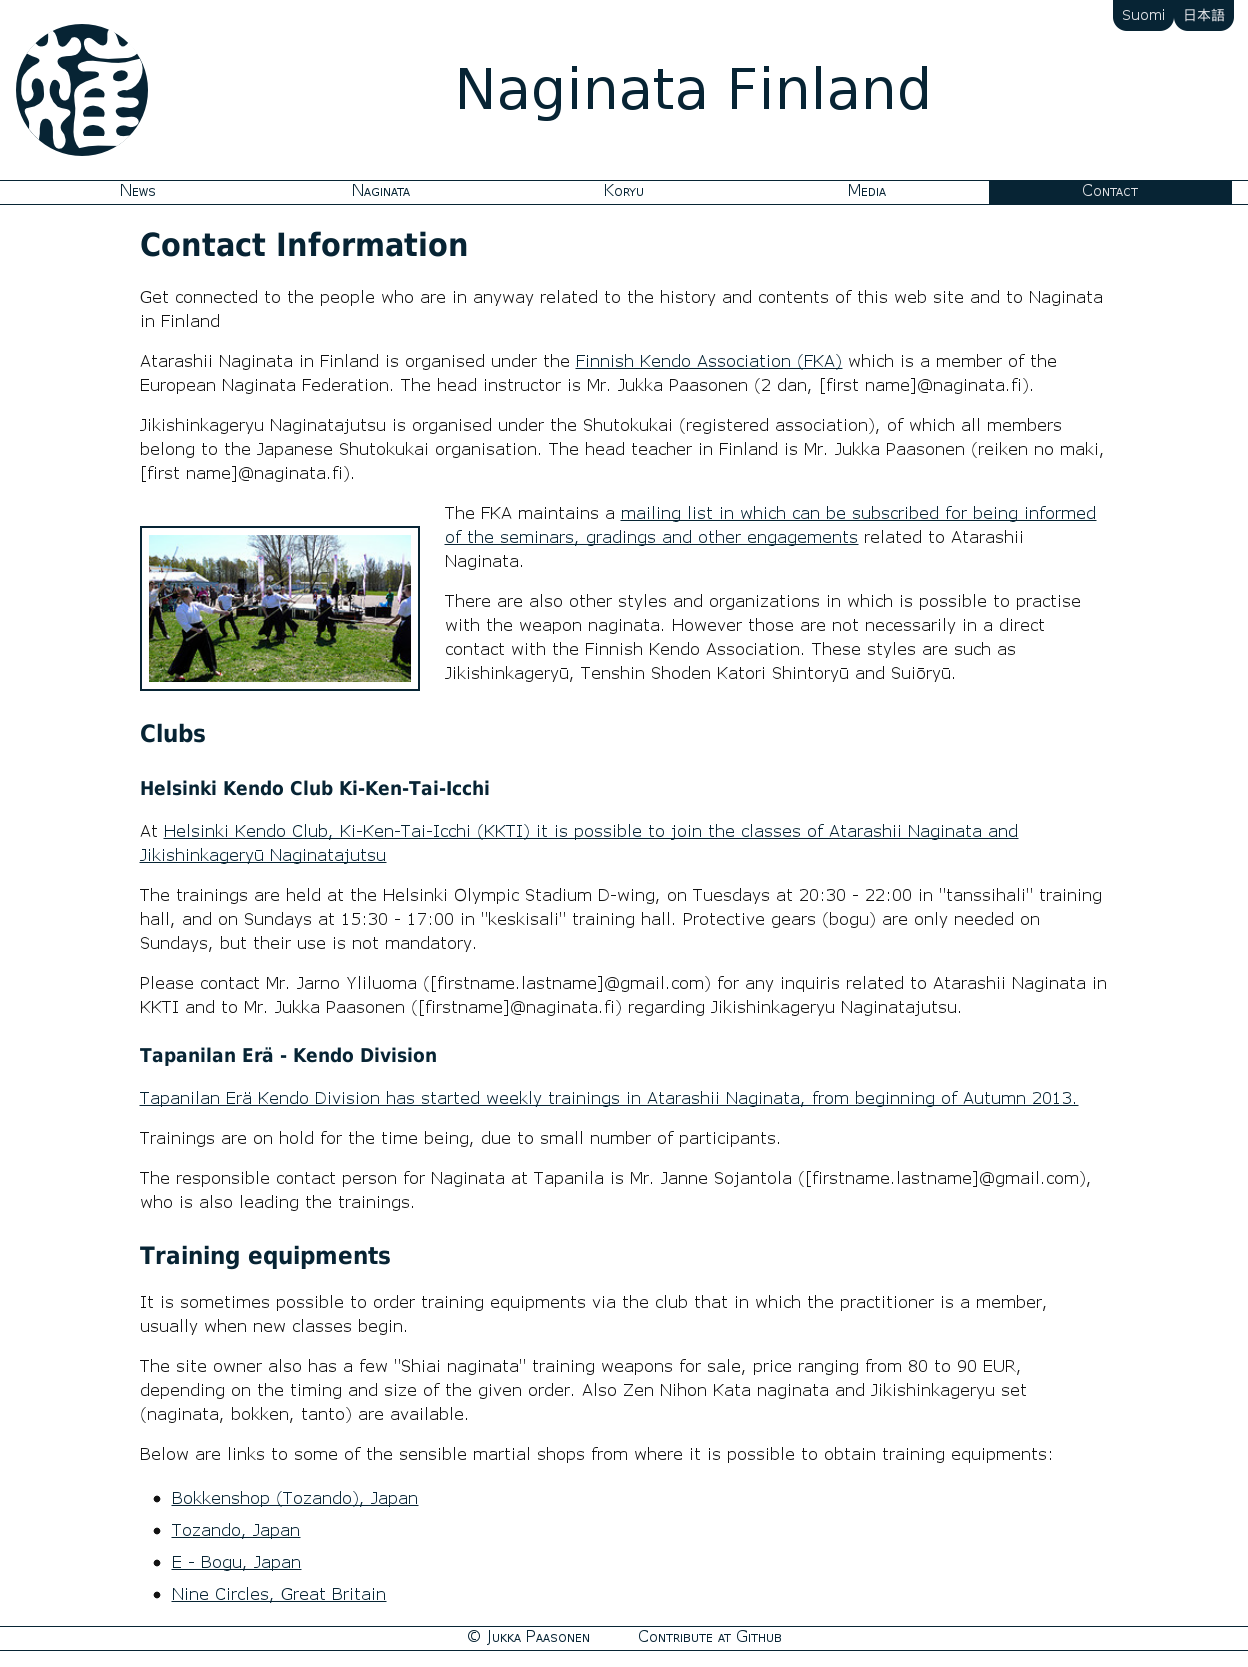 Suomi 日本語
Naginata Finland
News Naginata Koryu Media Contact
Contact Information
Get connected to the people who are in anyway related to the history and contents of this web site and to Naginata
in Finland
Atarashii Naginata in Finland is organised under the Finnish Kendo Association (FKA) which is a member of the
European Naginata Federation. The head instructor is Mr. Jukka Paasonen (2 dan, [first name]@naginata.fi).
Jikishinkageryu Naginatajutsu is organised under the Shutokukai (registered association), of which all members
belong to the Japanese Shutokukai organisation. The head teacher in Finland is Mr. Jukka Paasonen (reiken no maki,
[first name]@naginata.fi).
The FKA maintains a mailing list in which can be subscribed for being informed
of the seminars, gradings and other engagements related to Atarashii
Naginata.
There are also other styles and organizations in which is possible to practise
with the weapon naginata. However those are not necessarily in a direct
contact with the Finnish Kendo Association. These styles are such as
Jikishinkageryū, Tenshin Shoden Katori Shintoryū and Suiōryū.
Clubs
Helsinki Kendo Club Ki-Ken-Tai-Icchi
At Helsinki Kendo Club, Ki-Ken-Tai-Icchi (KKTI) it is possible to join the classes of Atarashii Naginata and
Jikishinkageryū Naginatajutsu
The trainings are held at the Helsinki Olympic Stadium D-wing, on Tuesdays at 20:30 - 22:00 in "tanssihali" training
hall, and on Sundays at 15:30 - 17:00 in "keskisali" training hall. Protective gears (bogu) are only needed on
Sundays, but their use is not mandatory.
Please contact Mr. Jarno Yliluoma ([firstname.lastname]@gmail.com) for any inquiris related to Atarashii Naginata in
KKTI and to Mr. Jukka Paasonen ([firstname]@naginata.fi) regarding Jikishinkageryu Naginatajutsu.
Tapanilan Erä - Kendo Division
Tapanilan Erä Kendo Division has started weekly trainings in Atarashii Naginata, from beginning of Autumn 2013.
Trainings are on hold for the time being, due to small number of participants.
The responsible contact person for Naginata at Tapanila is Mr. Janne Sojantola ([firstname.lastname]@gmail.com),
who is also leading the trainings.
Training equipments
It is sometimes possible to order training equipments via the club that in which the practitioner is a member,
usually when new classes begin.
The site owner also has a few "Shiai naginata" training weapons for sale, price ranging from 80 to 90 EUR,
depending on the timing and size of the given order. Also Zen Nihon Kata naginata and Jikishinkageryu set
(naginata, bokken, tanto) are available.
Below are links to some of the sensible martial shops from where it is possible to obtain training equipments:
• Bokkenshop (Tozando), Japan
• Tozando, Japan
• E - Bogu, Japan
• Nine Circles, Great Britain
© Jukka Paasonen Contribute at Github